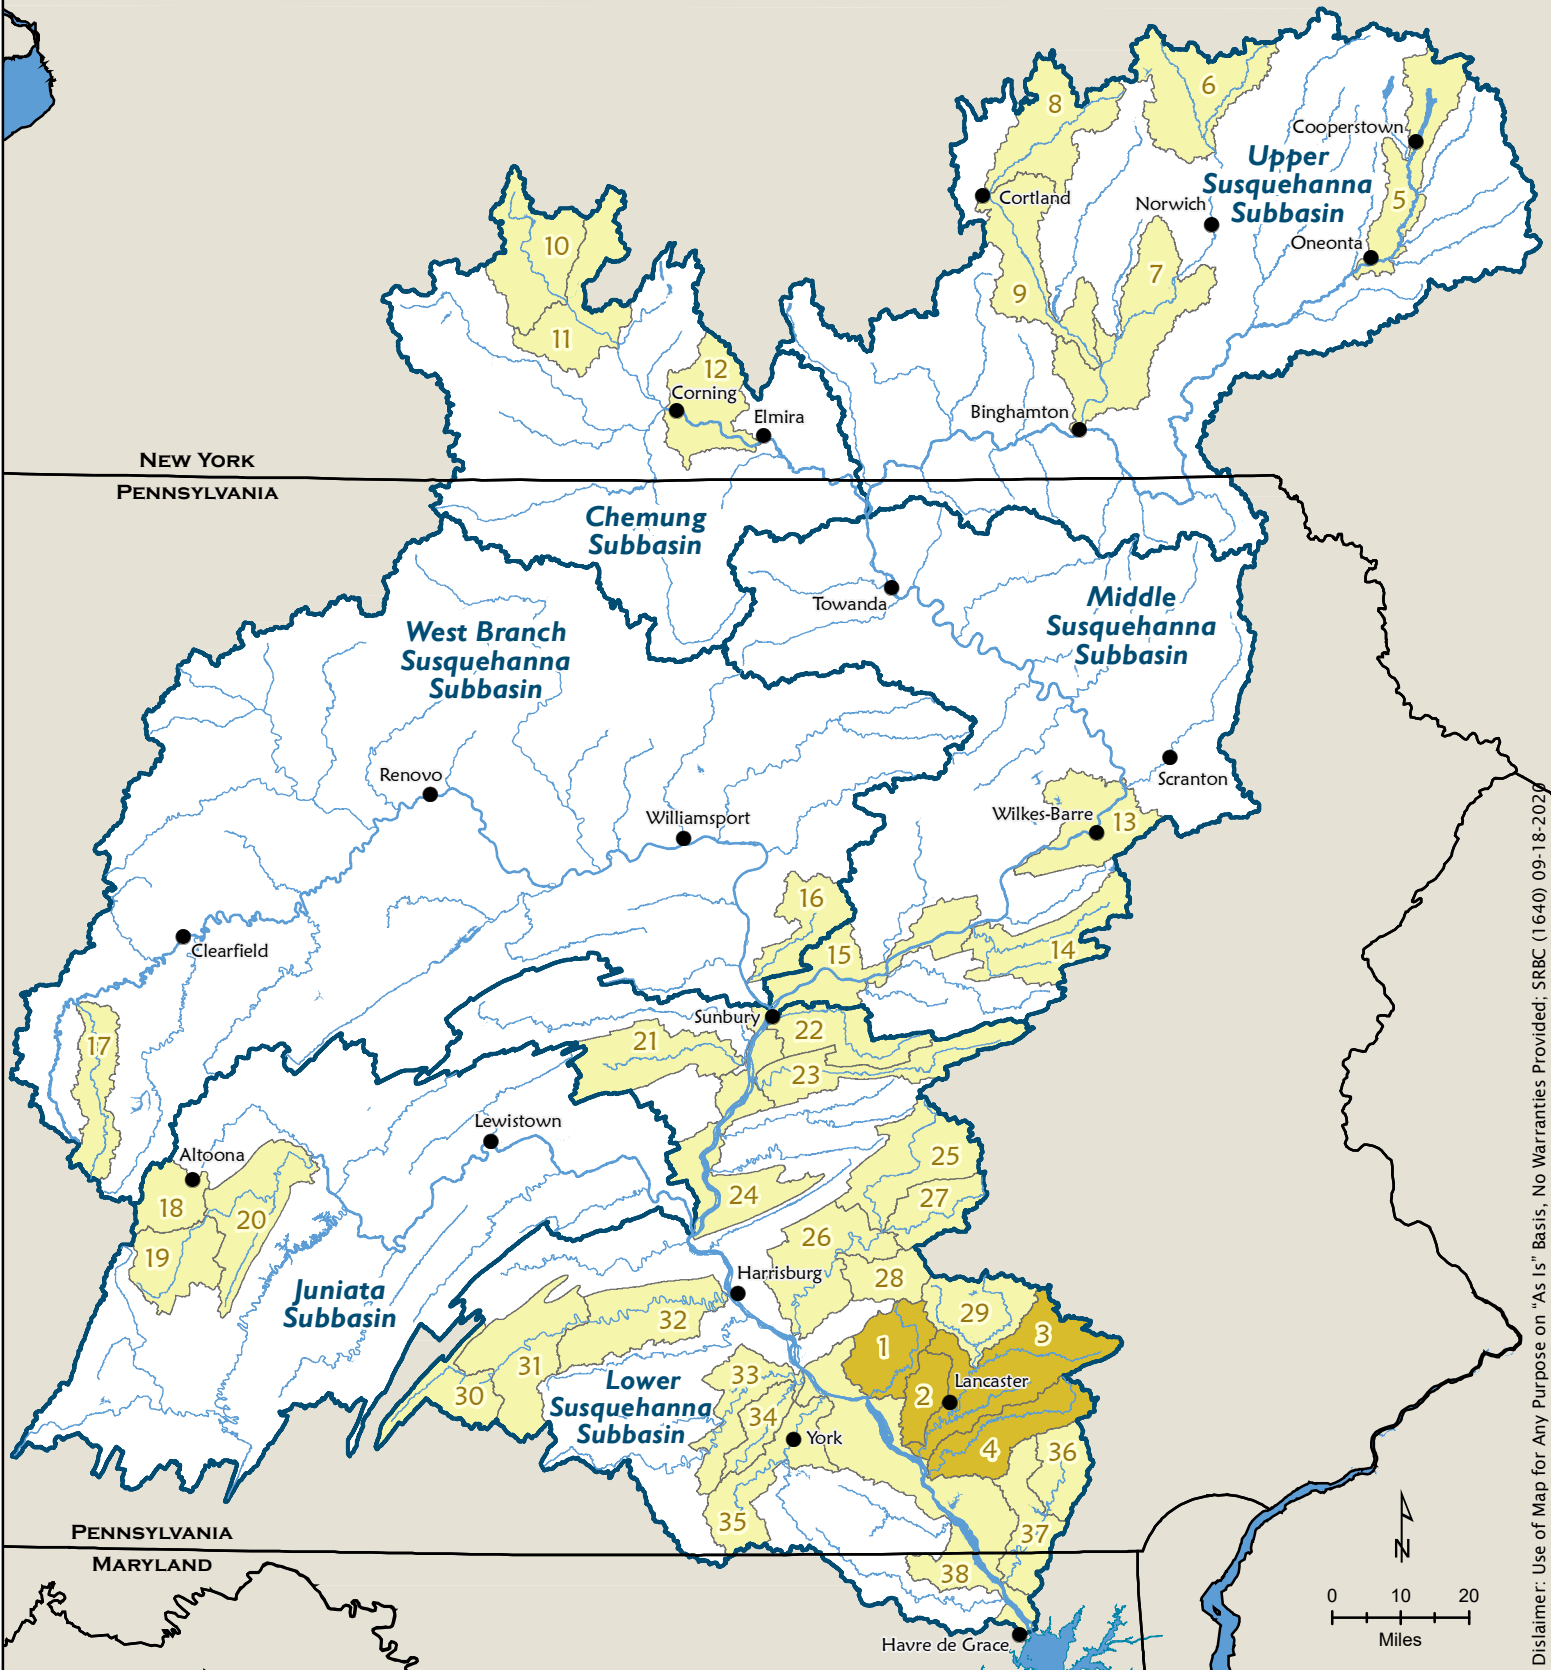 6
8
Cooperstown
Upper
Susquehanna
Subbasin
Cortland
Norwich
5
Oneonta
10
7
9
11
12
Corning
Elmira
Binghamton
NEW YORK
PENNSYLVANIA
Chemung
Subbasin
Towanda
Middle
Susquehanna
Subbasin
West Branch
Susquehanna
Subbasin
Renovo
Scranton
Williamsport
Wilkes-Barre
13
16
Clearfield
15
14
Sunbury
22
21
17
23
Lewistown
Altoona
25
24
27
18
20
26
19
Harrisburg
28
Juniata
Subbasin
29
32
3
1
31
Lower
Susquehanna
Subbasin
33
Lancaster
30
2
34
York
4
36
35
37
PENNSYLVANIA
MARYLAND
38
N
0 10 20
Miles
Havre de Grace
Dislaimer: Use of Map for Any Purpose on “As Is” Basis, No Warranties Provided; SRBC (1640) 09-18-2020